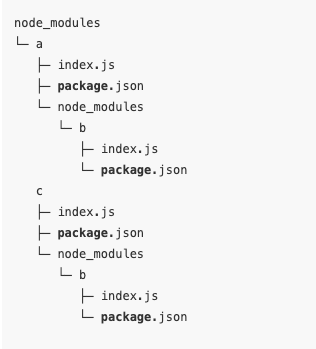 node_modules
└─ a
   ├─ index.js
   ├─ package.json
   └─ node_modules
      └─ b
         ├─ index.js
         └─ package.json
   c
   ├─ index.js
   ├─ package.json
   └─ node_modules
      └─ b
         ├─ index.js
         └─ package.json